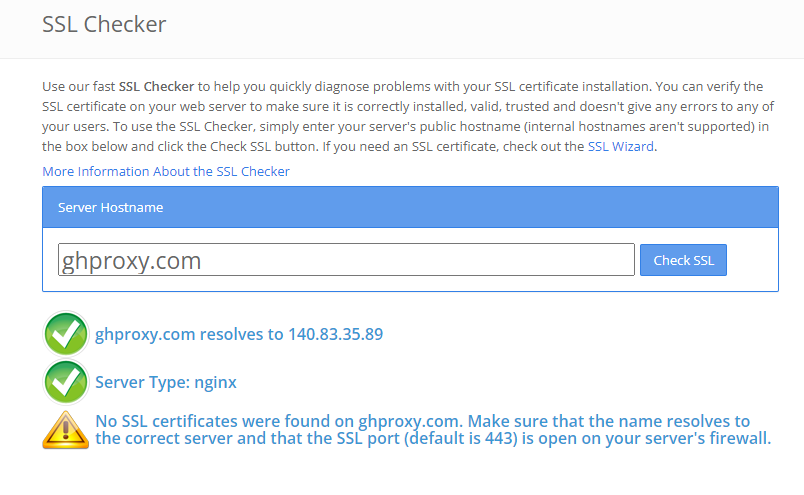 SSL Checker
Use our fast SSL Checker to help you quickly diagnose problems with your SSL certificate installation. You can verify the
SSL certificate on your web server to make sure it is correctly installed, valid, trusted and doesn't give any errors to any of
your users. To use the SSL Checker, simply enter your server's public hostname (internal hostnames aren't supported) in
the box below and click the Check SSL button. If you need an SSL certificate, check out the SSL Wizard.
More Information About the SSL Checker
Server Hostname
ghproxy.com
Check SSL
ghproxy.com resolves to 140.83.35.89
Server Type: nginx
No SSL certificates were found on ghproxy.com. Make sure that the name resolves to
the correct server and that the SSL port (default is 443) is open on your server's firewall.